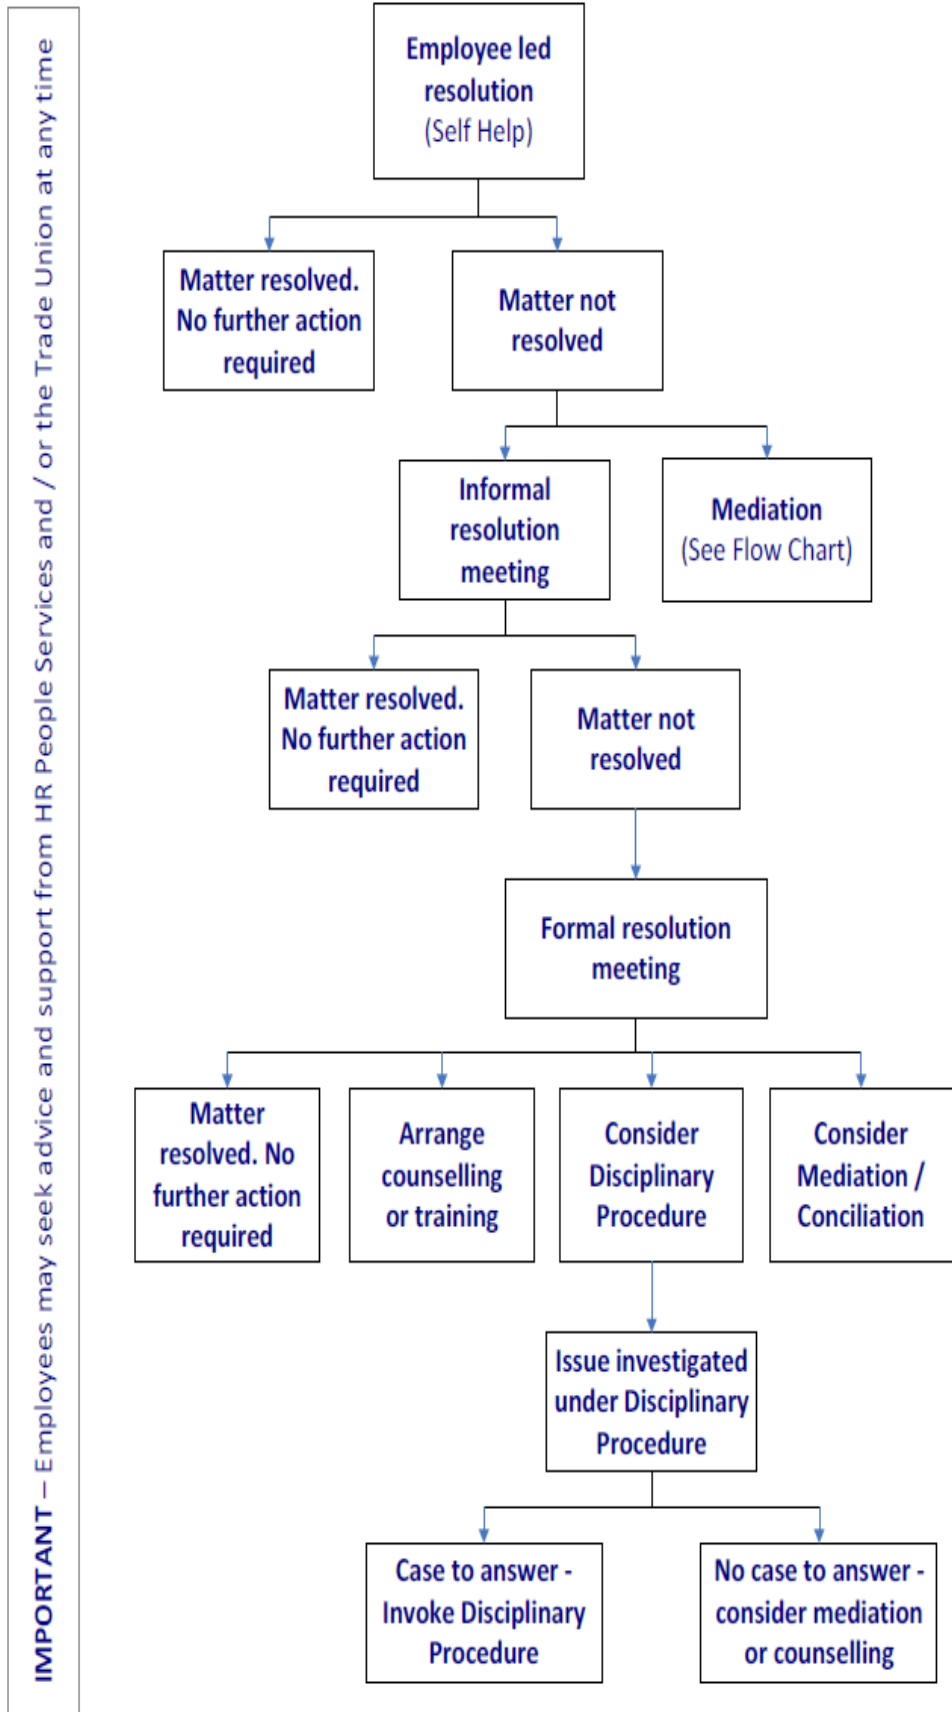 IMPORTANT – Employees may seek advice and support from HR People Services and / or the Trade Union at any time
Employee led
resolution
(Self Help)
Matter resolved.
No further action
required
Matter not
resolved
Informal
resolution
meeting
Mediation
(See Flow Chart)
Matter resolved.
No further action
required
Matter not
resolved
Formal resolution
meeting
Matter
resolved. No
further action
required
Arrange
counselling
or training
Consider
Disciplinary
Procedure
Consider
Mediation /
Conciliation
Issue investigated
under Disciplinary
Procedure
Case to answer -
Invoke Disciplinary
Procedure
No case to answer -
consider mediation
or counselling